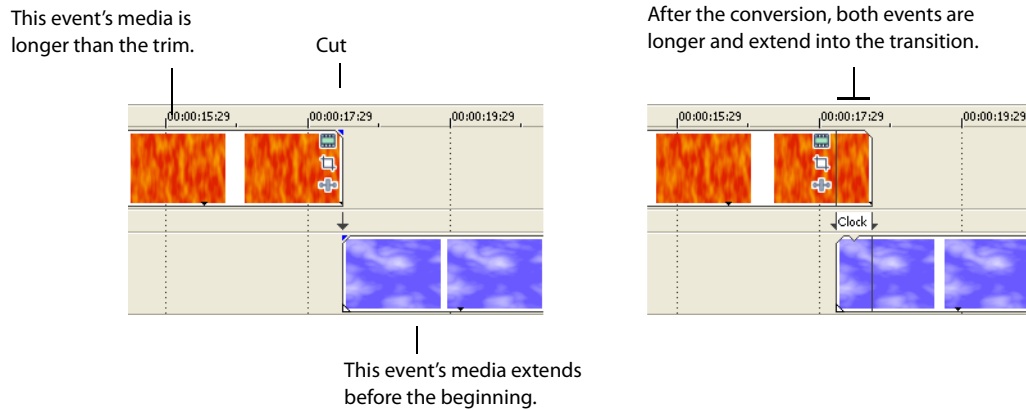 This event’s media is
longer than the trim.
Cut
00:00:15:29 00:00:17:29 00:00:19:29
This event’s media extends
before the beginning.
After the conversion, both events are
longer and extend into the transition.
00:00:15:29 00:00:17:29 00:00:19:29
Clock